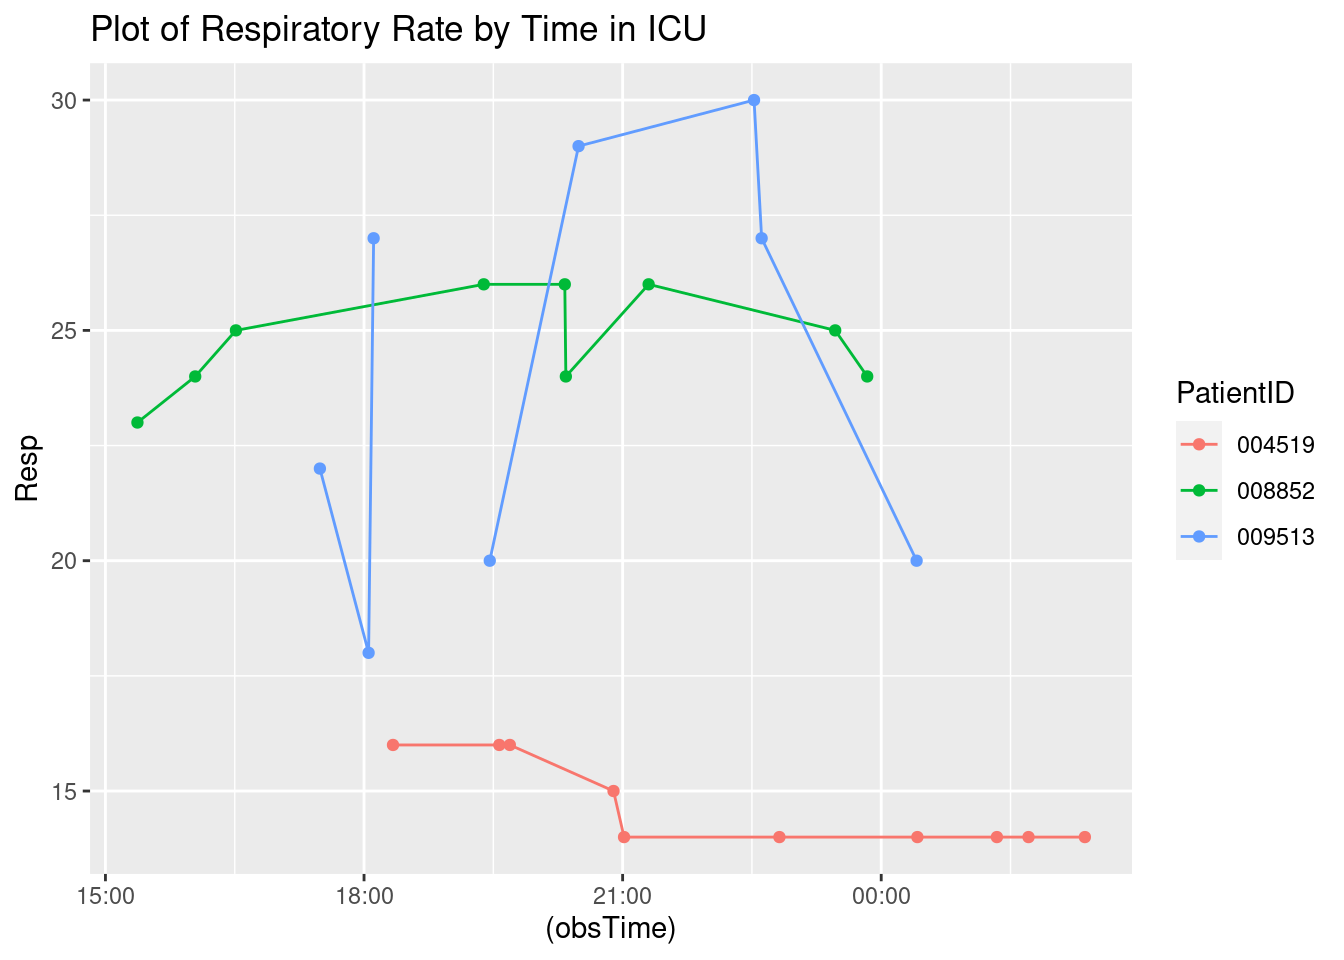 Plot of Respiratory Rate by Time in ICU
30
25
20
15
Resp
15:00
18:00
21:00
00:00
(obsTime)
PatientID
004519
008852
009513